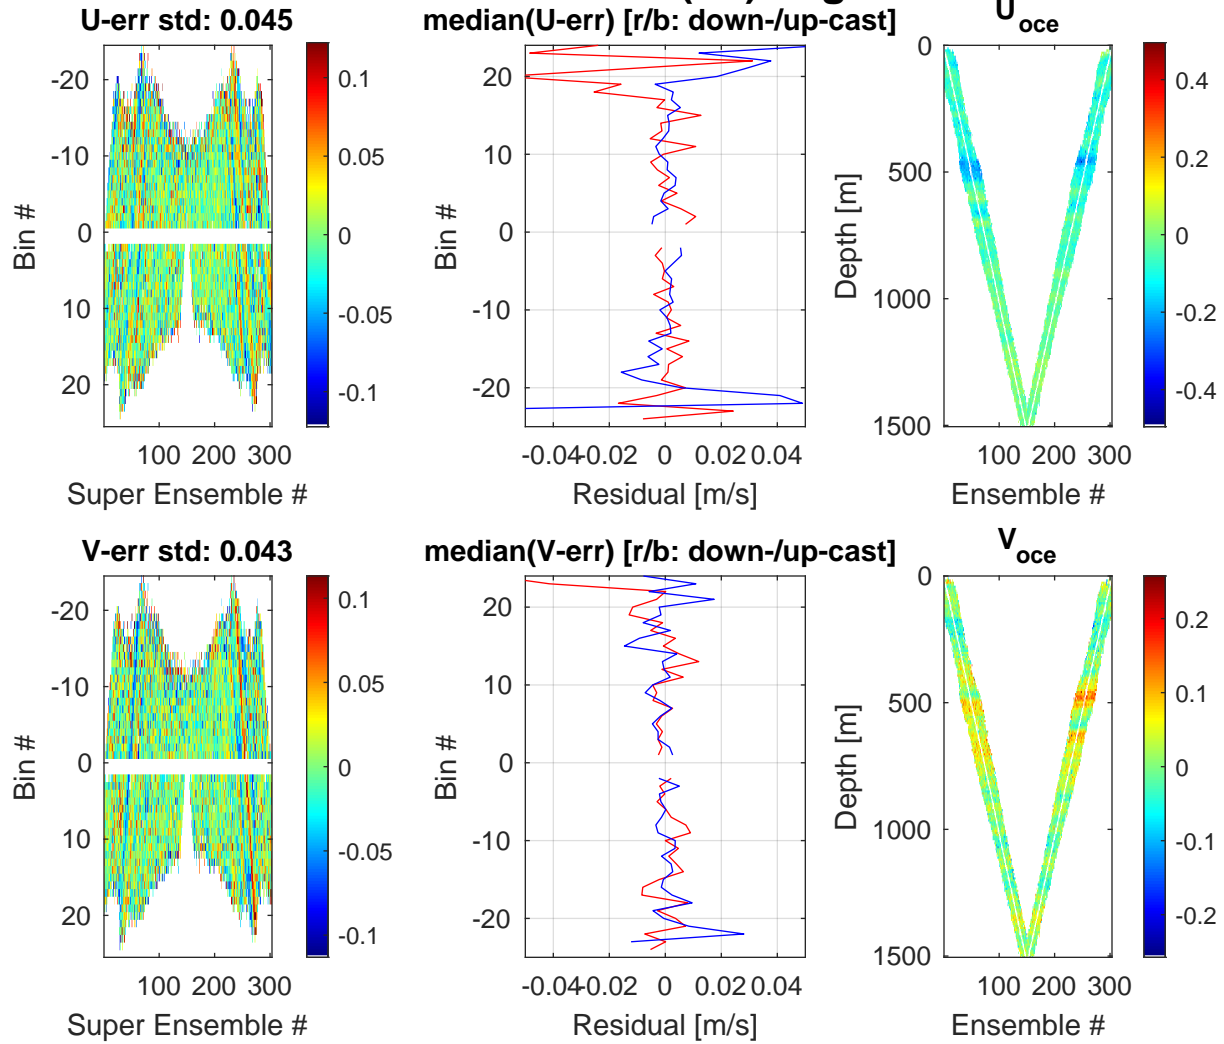 U-err std: 0.045
median(U-err) [r/b: down-/up-cast]
U_oce
-20
-10
0
10
20
Bin #
100 200 300
Super Ensemble #
0.1
0.05
0
-0.05
-0.1
20
10
0
-10
-20
Bin #
-0.04 -0.02 0 0.02 0.04
Residual [m/s]
0
500
1000
1500
Depth [m]
Ensemble #
0.4
0.2
0
-0.2
-0.4
V-err std: 0.043
median(V-err) [r/b: down-/up-cast]
V_oce
-20
-10
0
10
20
Bin #
100 200 300
Super Ensemble #
0.1
0.05
0
-0.05
-0.1
20
10
0
-10
-20
Bin #
-0.04 -0.02 0 0.02 0.04
Residual [m/s]
0
500
1000
1500
Depth [m]
0 100 200 300
Ensemble #
0.2
0.1
0
-0.1
-0.2